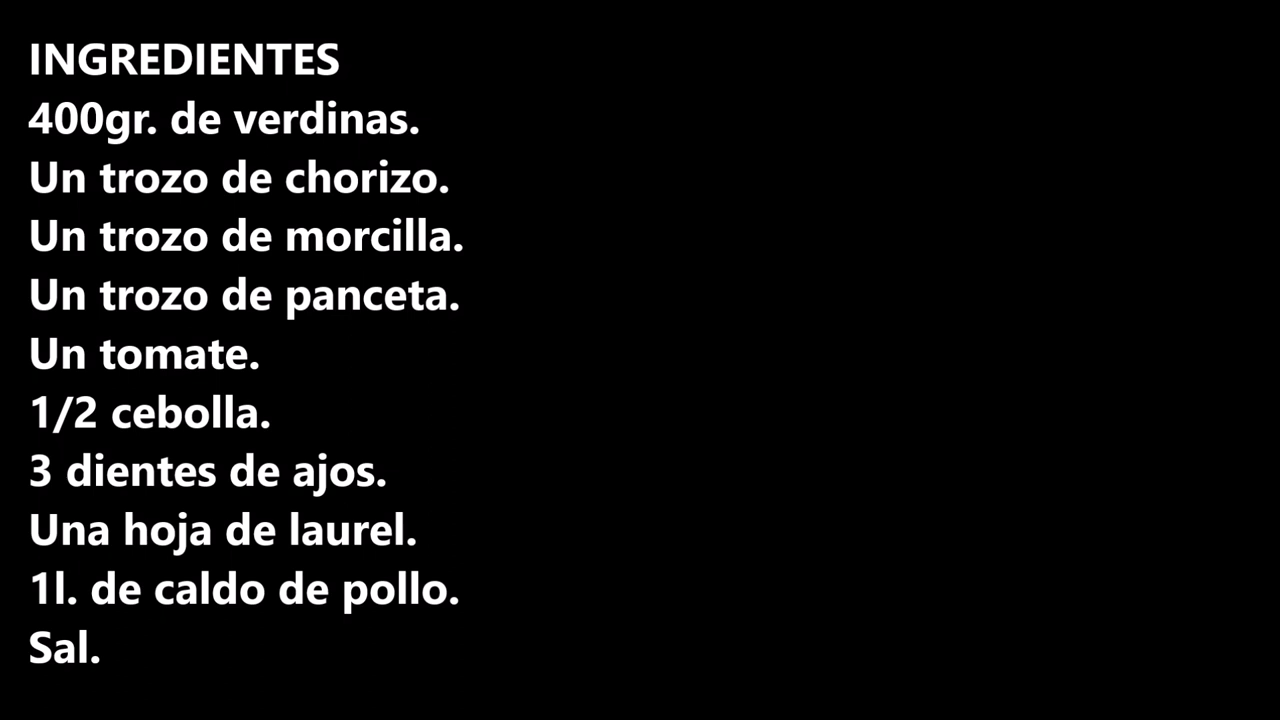 INGREDIENTES
400gr. de verdinas.
Un trozo de chorizo.
Un trozo de morcilla.
Un trozo de panceta.
Un tomate.
1/2 cebolla.
3 dientes de ajos.
Una hoja de laurel.
1l. de caldo de pollo.
Sal.